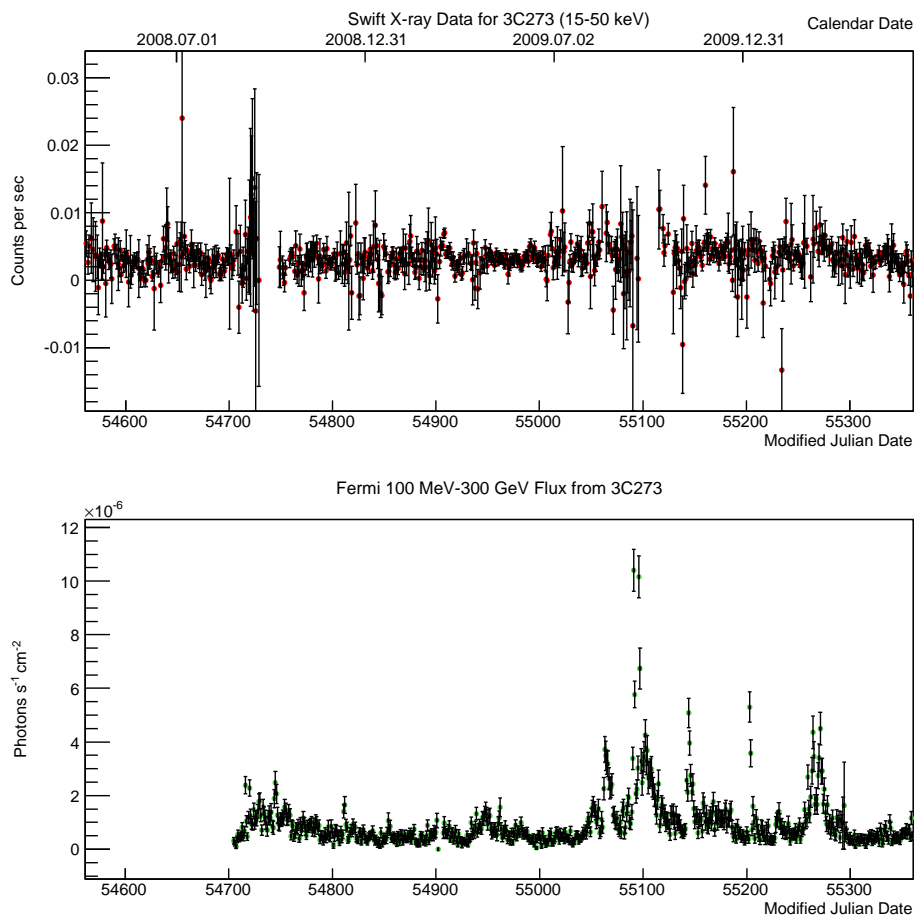 Swift X-ray Data for 3C273 (15-50 keV)
Calendar Date
2008.07.01 2008.12.31 2009.07.02 2009.12.31
Counts per sec
0.03
0.02
0.01
0
-0.01
54600 54700 54800 54900 55000 55100 55200 55300
Modified Julian Date
Fermi 100 MeV-300 GeV Flux from 3C273
×10⁻⁶
Photons s⁻¹ cm⁻²
12
10
8
6
4
2
0
54600 54700 54800 54900 55000 55100 55200 55300
Modified Julian Date